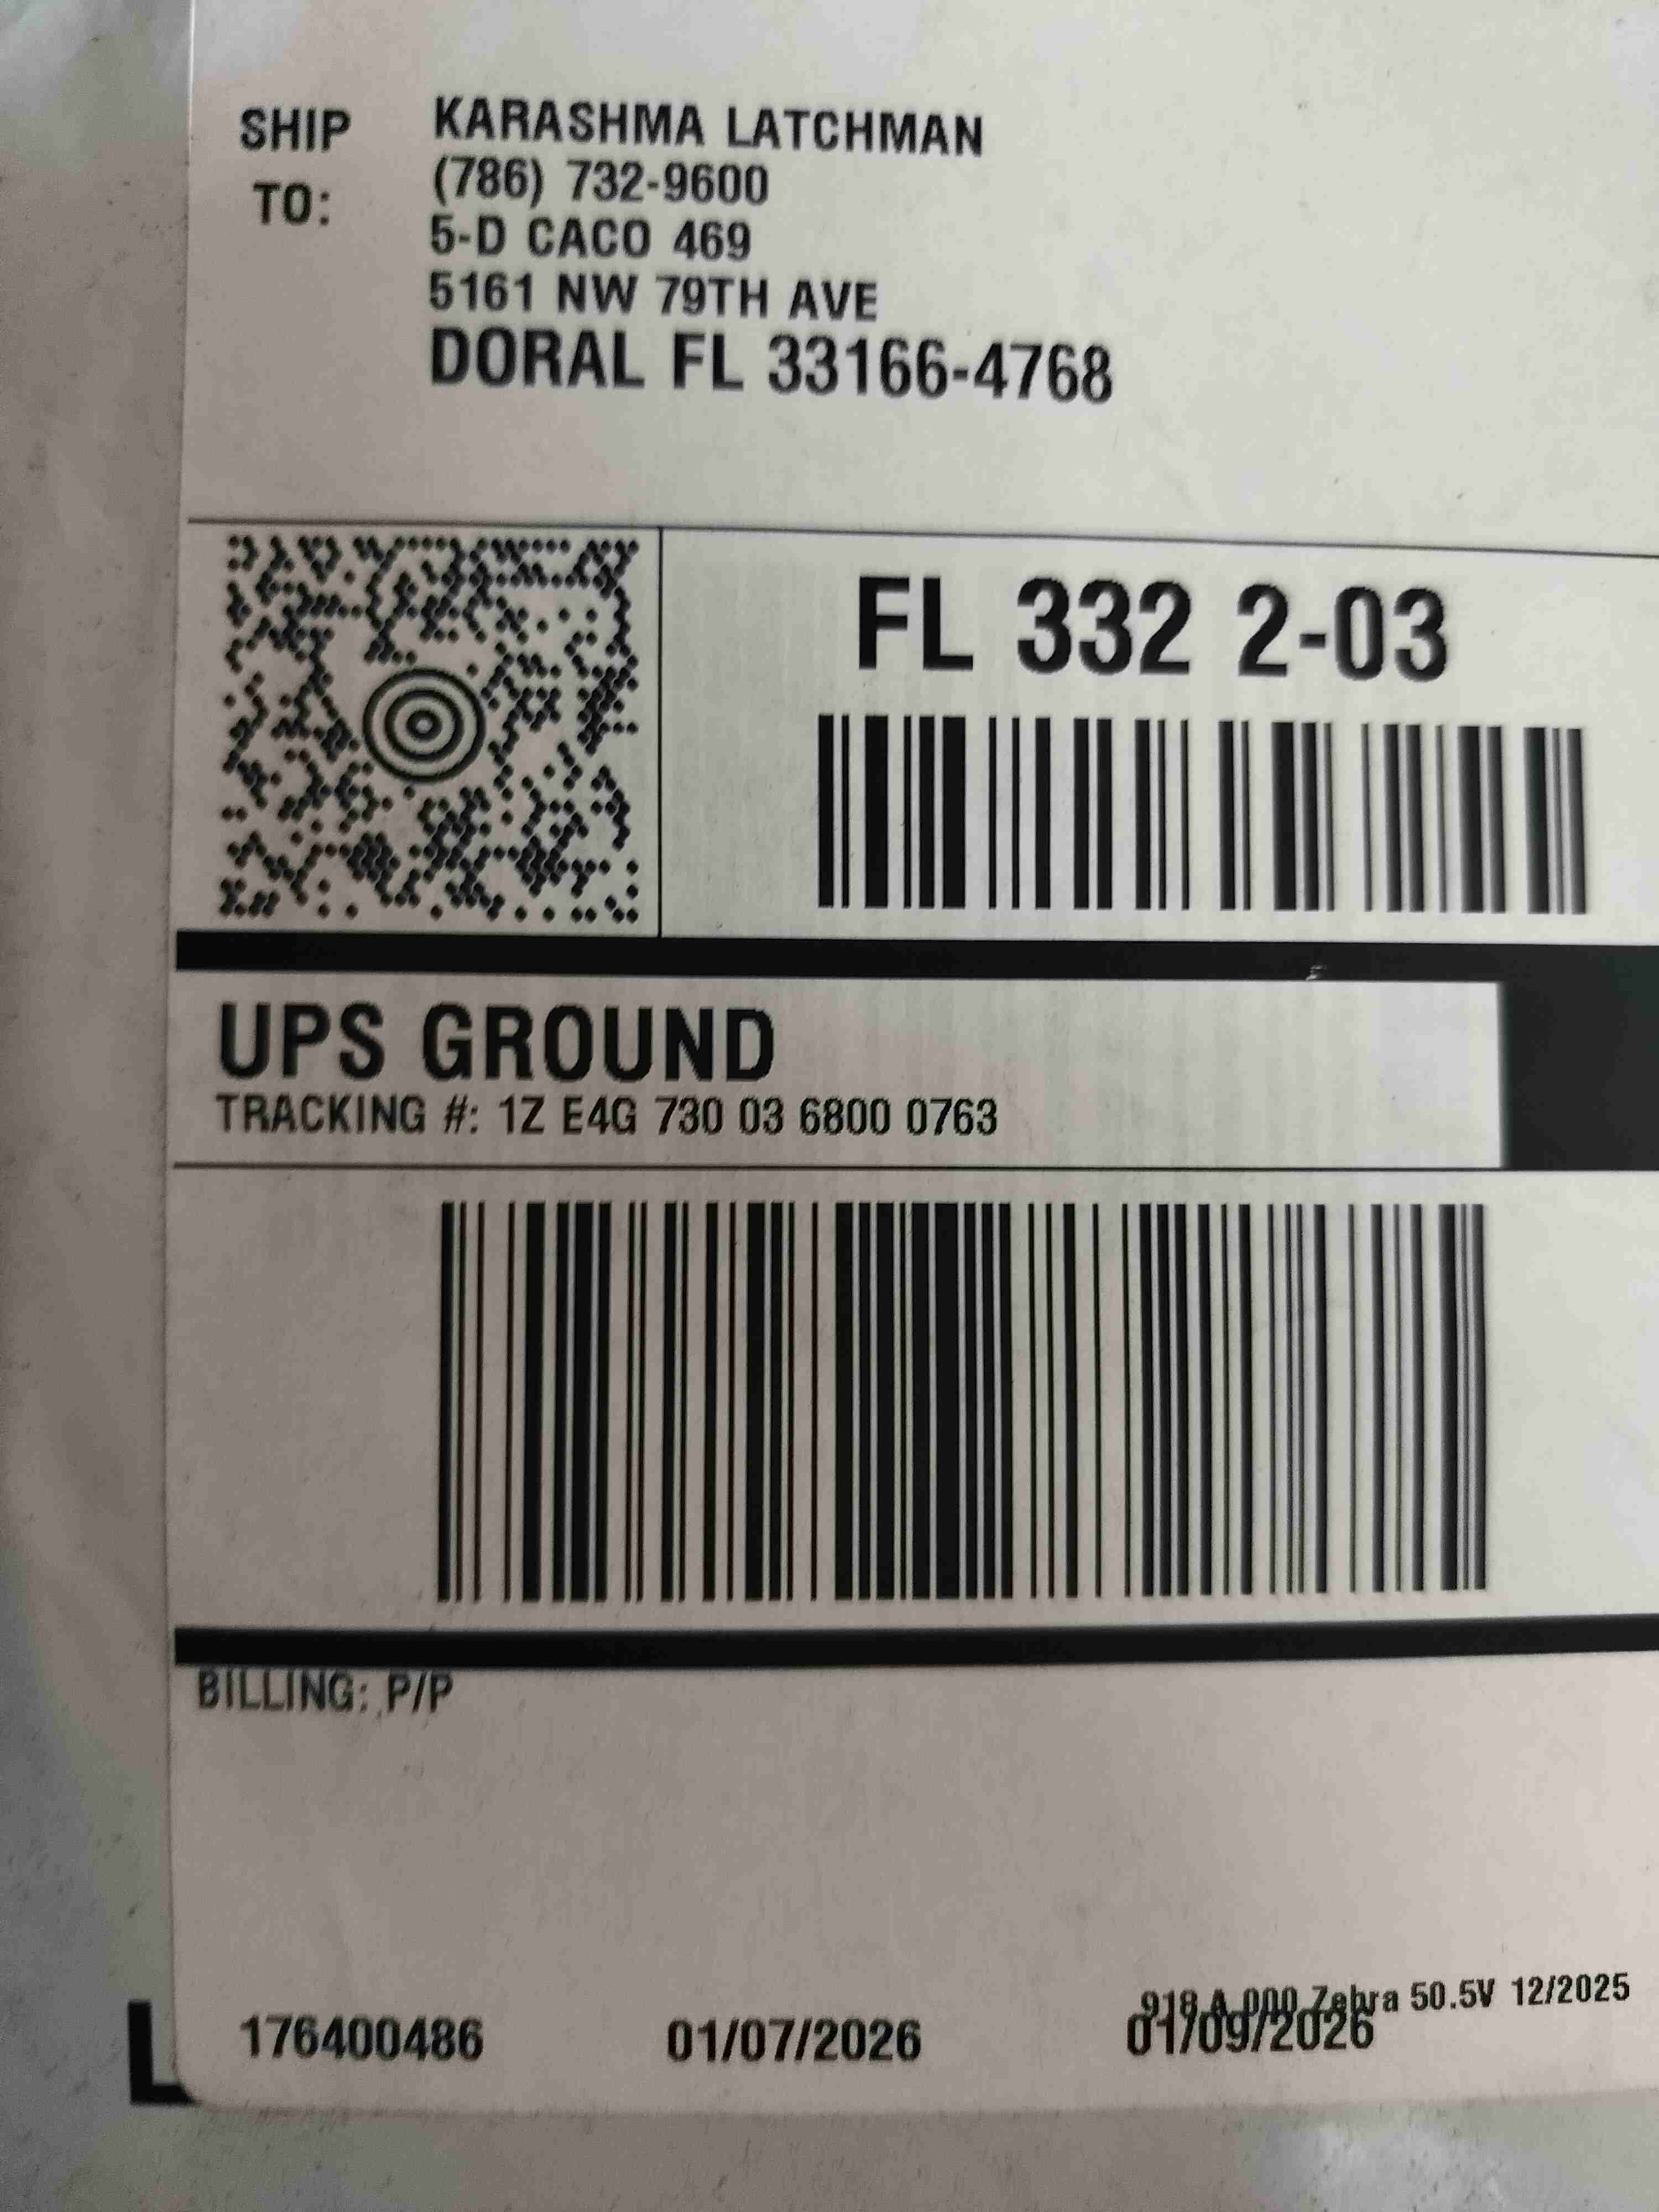 SHIP TO:
KARASHMA LATCHMAN
(786) 732-9600
5-D CACO 469
5161 NW 79TH AVE
DORAL FL 33166-4768
FL 332 2-03
UPS GROUND
TRACKING #: 1Z E4G 730 03 6800 0763
BILLING: P/P
918 A 000 Zebra 50.5V 12/2025
176400486 01/07/2026 01/09/2026
L